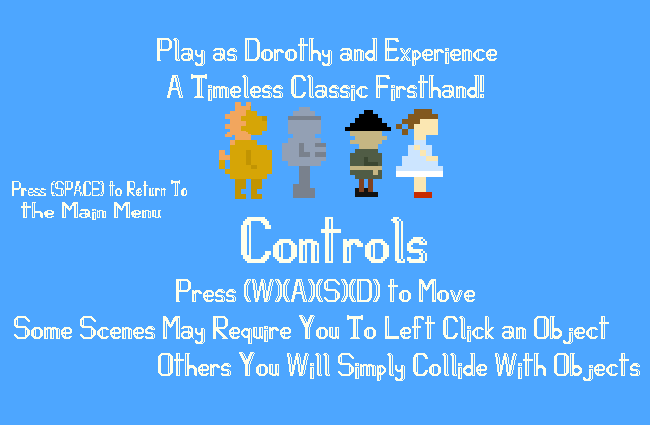 Play as Dorothy and Experience
A Timeless Classic Firsthand!
Press (SPACE) to Return To
the Main Menu
Controls
Press (W)(A)(S)(D) to Move
Some Scenes May Require You To Left Click an Object
Others You Will Simply Collide With Objects